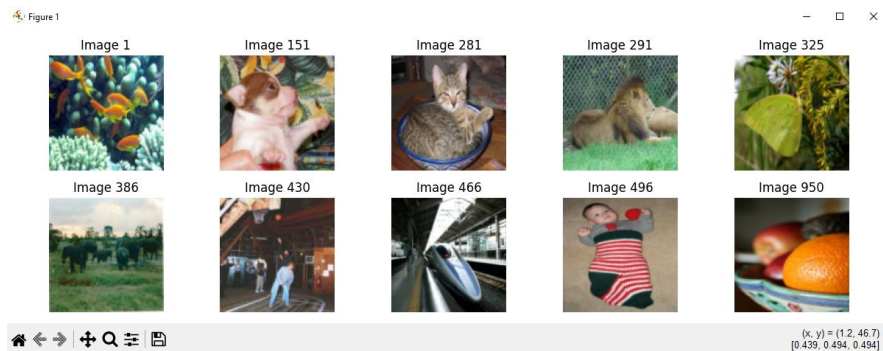 Figure 1
Image 1
Image 151
Image 281
Image 291
Image 325
Image 386
Image 430
Image 466
Image 496
Image 950
(x, y) = (1.2, 46.7)
[0.439, 0.494, 0.494]